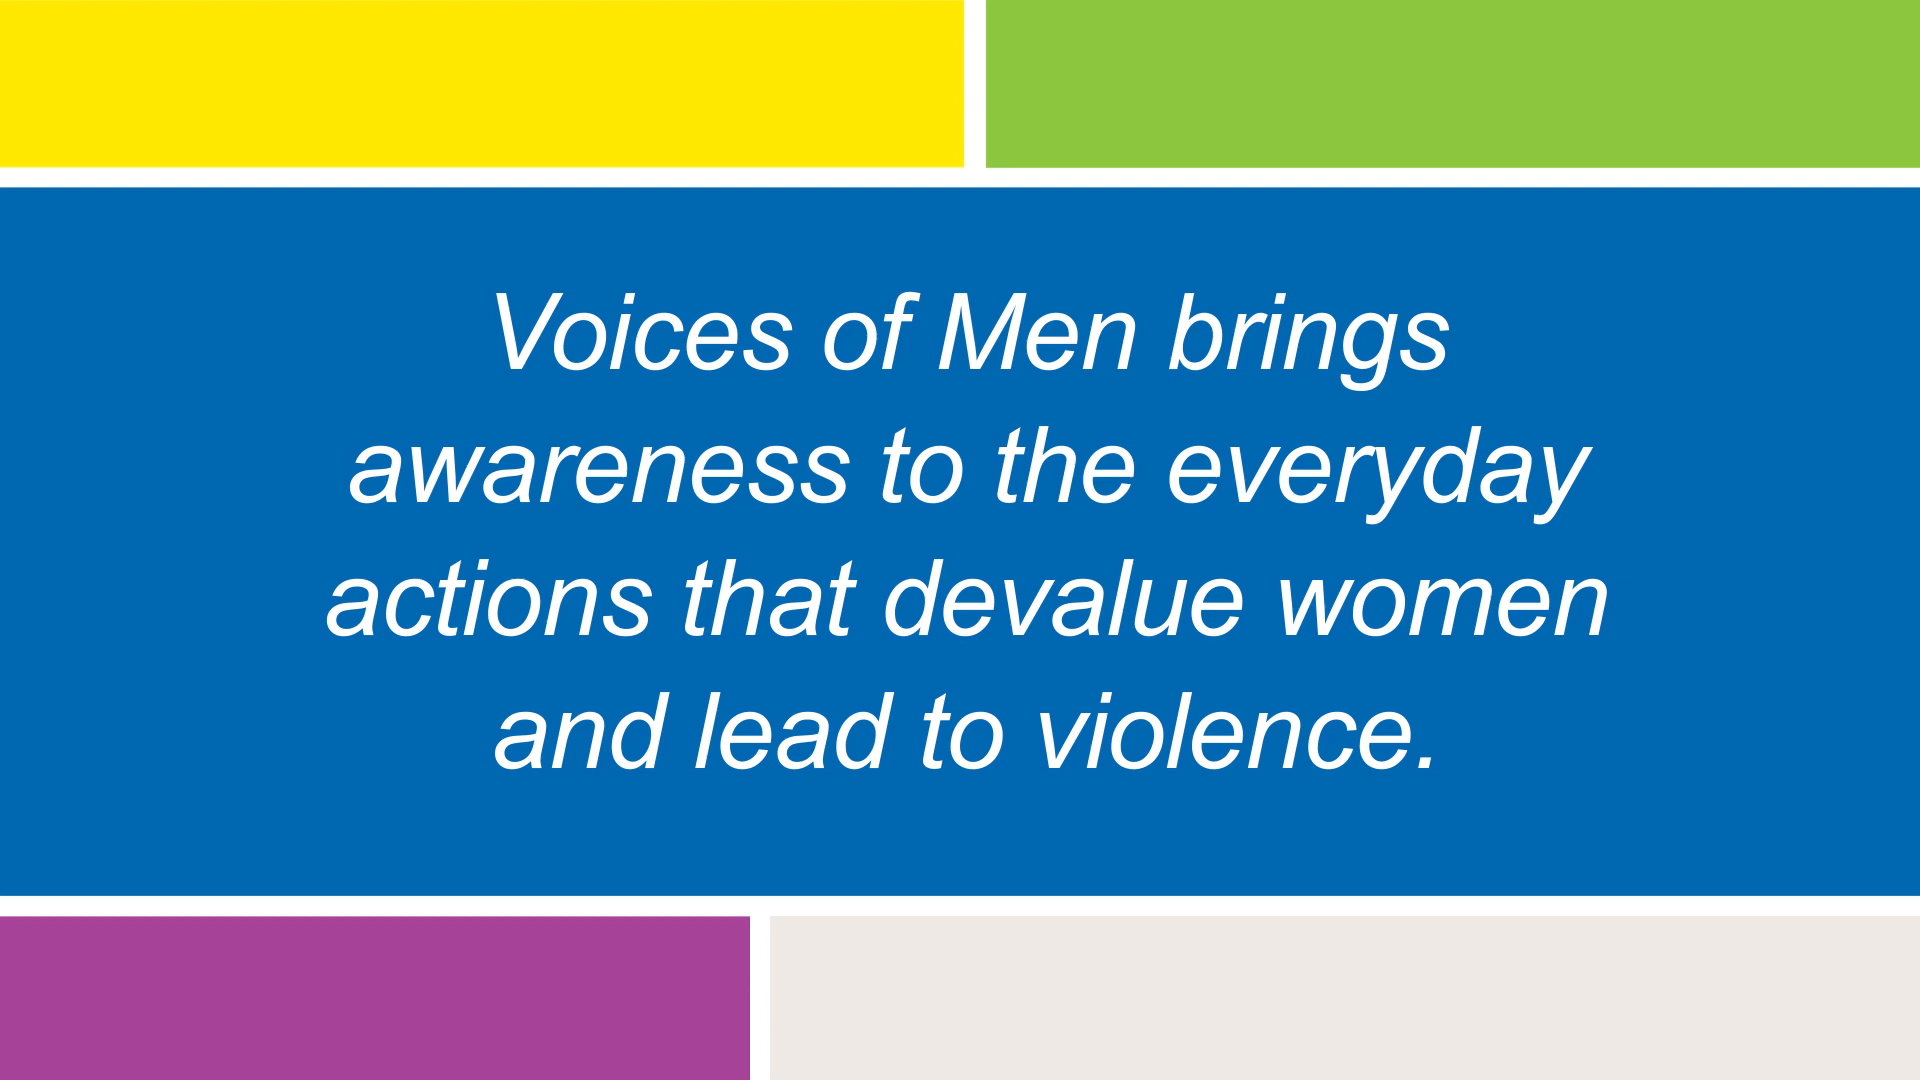 Voices of Men brings
awareness to the everyday
actions that devalue women
and lead to violence.